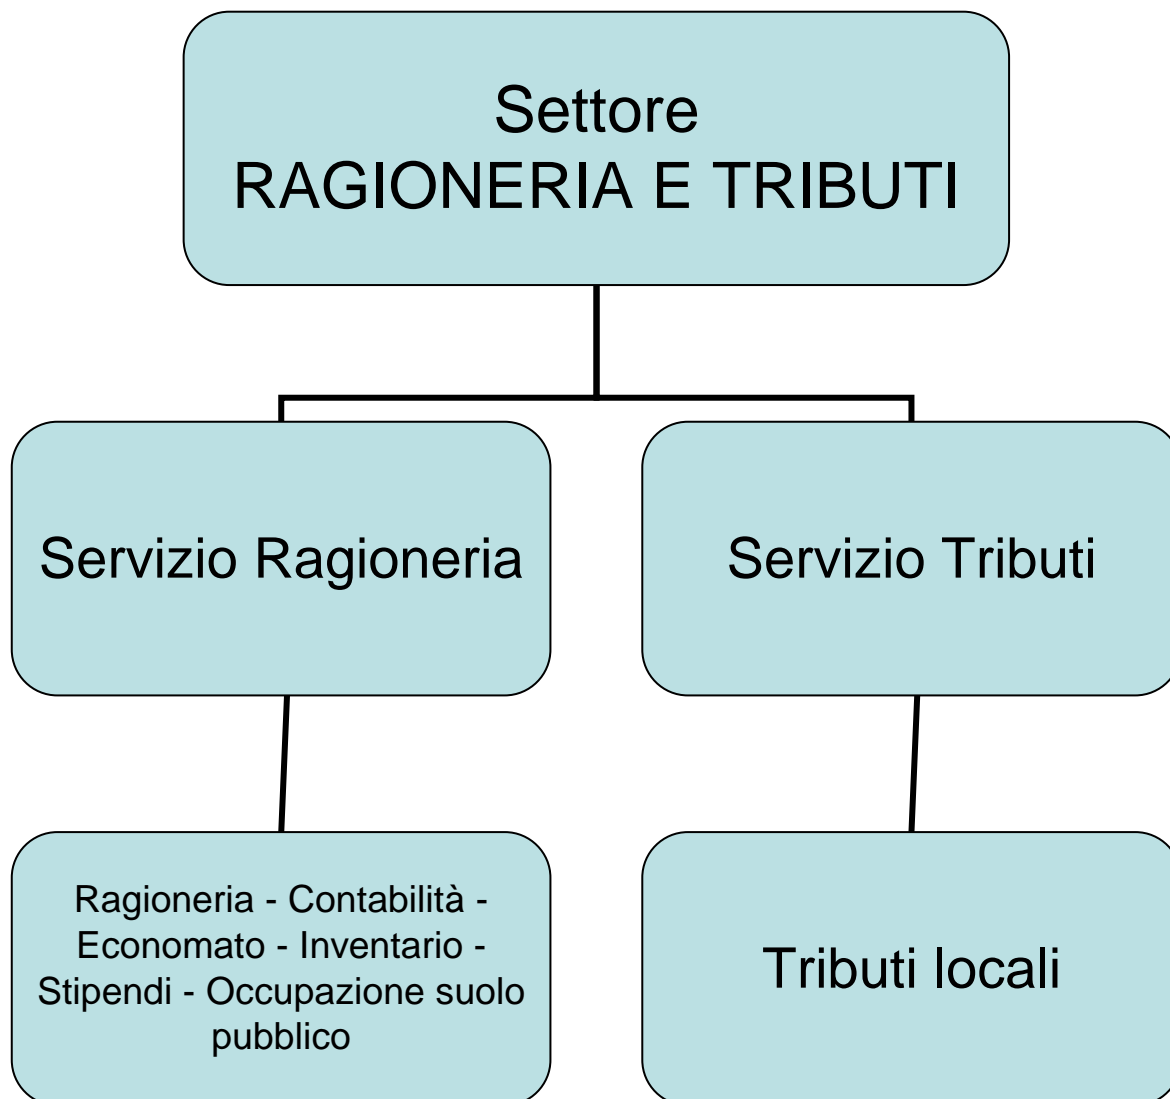 Settore
RAGIONERIA E TRIBUTI
Servizio Ragioneria
Servizio Tributi
Ragioneria - Contabilità -
Economato - Inventario -
Stipendi - Occupazione suolo
pubblico
Tributi locali